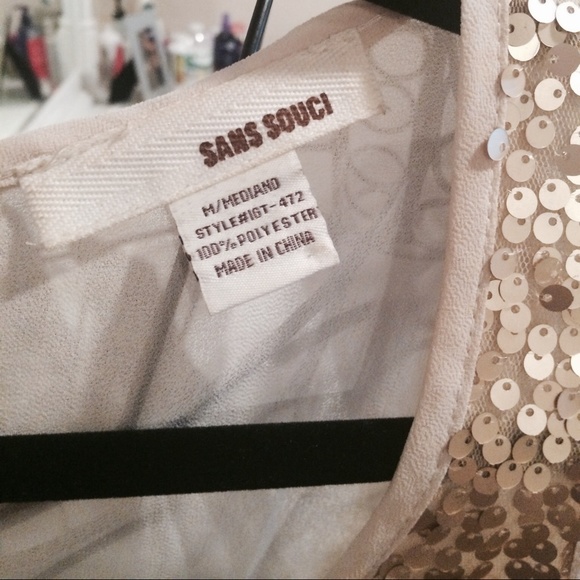 SANS SOUCI
M/MEDIANO
STYLE#IGT-472
100% POLYESTER
MADE IN CHINA